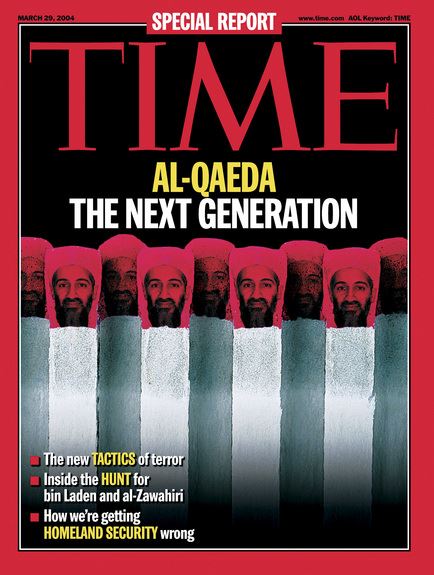 SPECIAL REPORT
MARCH 29, 2004
www.time.com AOL Keyword: TIME
TIME
AL-QAEDA
THE NEXT GENERATION
The new TACTICS of terror
Inside the HUNT for
bin Laden and al-Zawahiri
How we're getting
HOMELAND SECURITY wrong